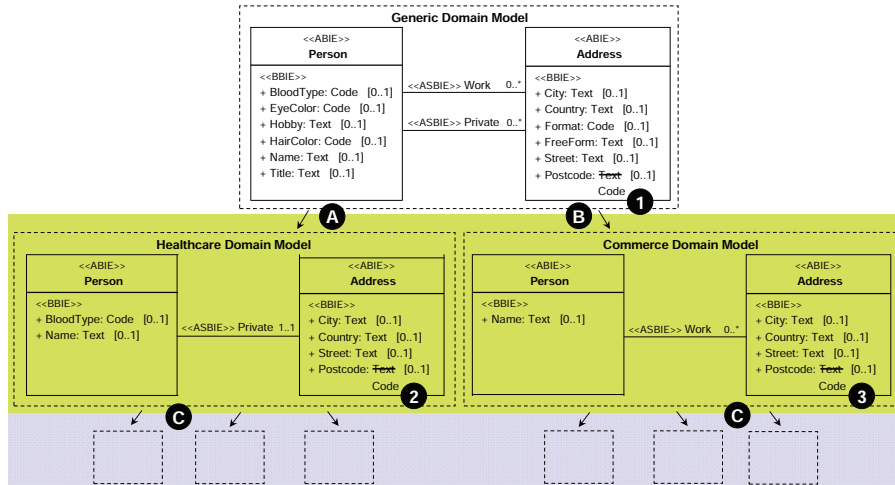 Generic Domain Model
<<ABIE>>
Person
<<BBIE>>
+ BloodType: Code [0..1]
+ EyeColor: Code [0..1]
+ Hobby: Text [0..1]
+ HairColor: Code [0..1]
+ Name: Text [0..1]
+ Title: Text [0..1]
<<ASBIE>> Work 0..*
<<ASBIE>> Private 0..*
<<ABIE>>
Address
<<BBIE>>
+ City: Text [0..1]
+ Country: Text [0..1]
+ Format: Code [0..1]
+ FreeForm: Text [0..1]
+ Street: Text [0..1]
+ Postcode: Text [0..1]
Code
1
A
B
Healthcare Domain Model
<<ABIE>>
Person
<<BBIE>>
+ BloodType: Code [0..1]
+ Name: Text [0..1]
<<ASBIE>> Private 1..1
<<ABIE>>
Address
<<BBIE>>
+ City: Text [0..1]
+ Country: Text [0..1]
+ Street: Text [0..1]
+ Postcode: Text [0..1]
Code
2
Commerce Domain Model
<<ABIE>>
Person
<<BBIE>>
+ Name: Text [0..1]
<<ASBIE>> Work 0..*
<<ABIE>>
Address
<<BBIE>>
+ City: Text [0..1]
+ Country: Text [0..1]
+ Street: Text [0..1]
+ Postcode: Text [0..1]
Code
3
C
C